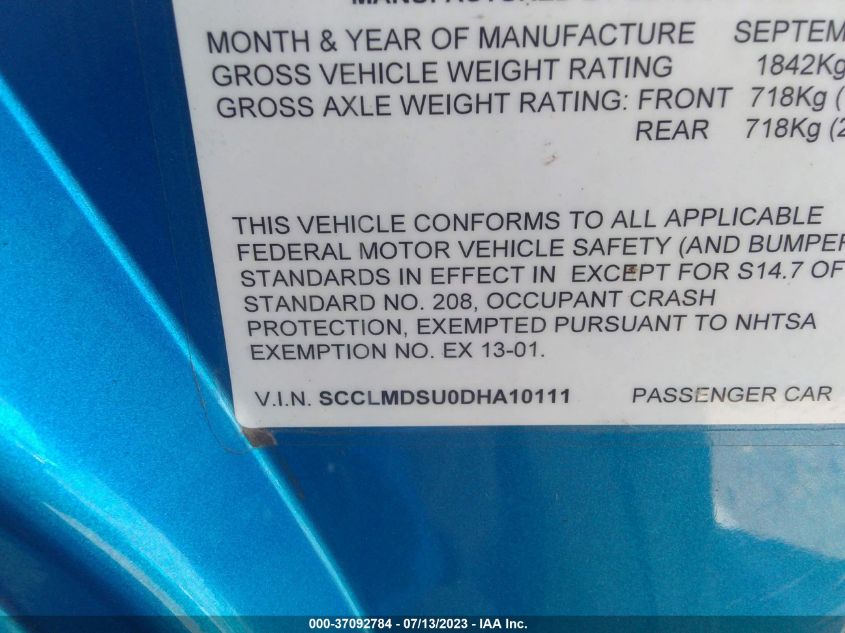 MONTH & YEAR OF MANUFACTURE SEPTEM
GROSS VEHICLE WEIGHT RATING 1842Kg
GROSS AXLE WEIGHT RATING: FRONT 718Kg (
REAR 718Kg (2
THIS VEHICLE CONFORMS TO ALL APPLICABLE
FEDERAL MOTOR VEHICLE SAFETY (AND BUMPER
STANDARDS IN EFFECT IN EXCEPT FOR S14.7 OF
STANDARD NO. 208, OCCUPANT CRASH
PROTECTION, EXEMPTED PURSUANT TO NHTSA
EXEMPTION NO. EX 13-01.
V.I.N. SCCLMDSU0DHA10111 PASSENGER CAR
000-37092784 - 07/13/2023 - IAA Inc.